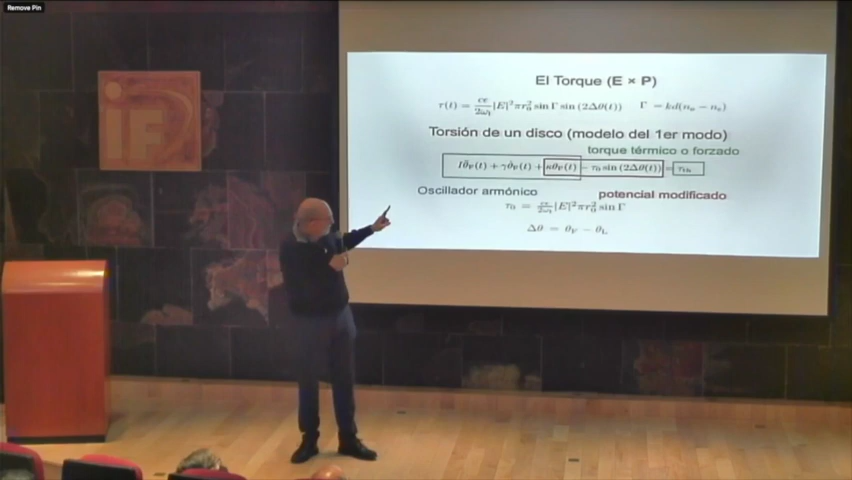 Remove Pin
IF
El Torque (E × P)
τ(t) = cε/2ω |E|²πr₀² sin Γ sin (2Δθ(t))    Γ = kd(nₒ − nₑ)
Torsión de un disco (modelo del 1er modo)
torque térmico o forzado
Iθ̈_F(t) + γθ̇_F(t) + κθ_F(t) − τ₀ sin (2Δθ(t)) =
Oscillador armónico
potencial modificado
τ₀ = cε/2ω |E|²πr₀² sin Γ
Δθ = θ_F − θ_L